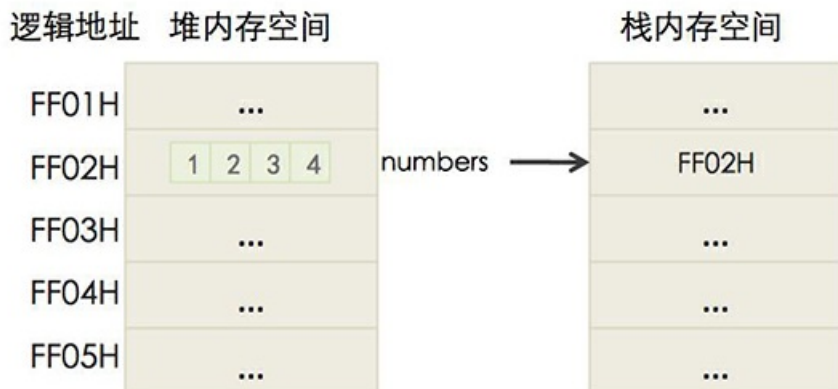 逻辑地址 堆内存空间 栈内存空间
FF01H ... ...
FF02H 1 2 3 4 numbers FF02H
FF03H ... ...
FF04H ... ...
FF05H ... ...